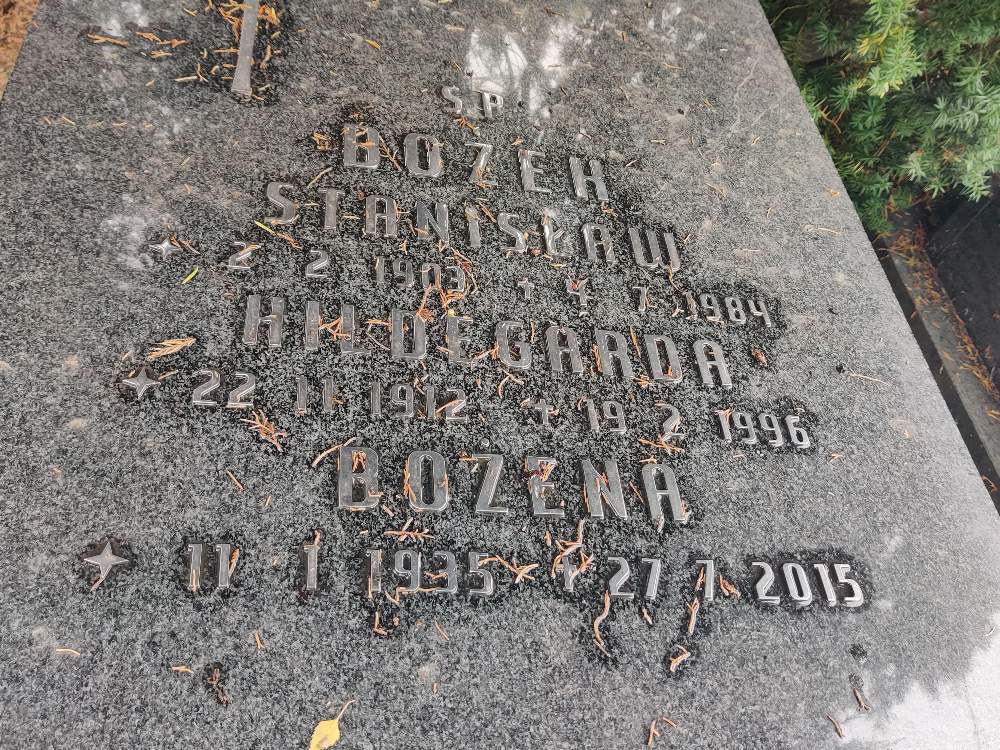 Ś.P.
BOZEK
STANISŁAW
2 2 1903 † 4 7 1984
HILDEGARDA
22 11 1912 † 19 2 1996
BOŻENA
11 1 1935 † 27 7 2015